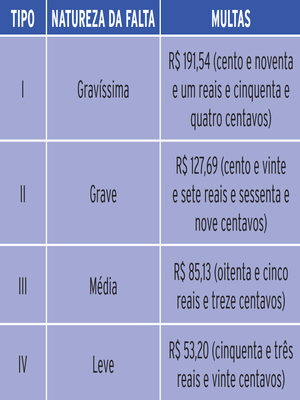 TIPO NATUREZA DA FALTA MULTAS
I Gravíssima R$ 191,54 (cento e noventa
e um reais e cinquenta e
quatro centavos)
II Grave R$ 127,69 (cento e vinte
e sete reais e sessenta e
nove centavos)
III Média R$ 85,13 (oitenta e cinco
reais e treze centavos)
IV Leve R$ 53,20 (cinquenta e três
reais e vinte centavos)